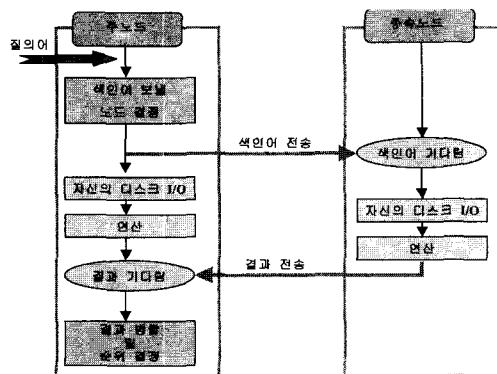 주노드
종속노드
질의어
색인어 보낼
노드 결정
색인어 전송
색인어 기다림
자신의 디스크 I/O
자신의 디스크 I/O
연산
연산
결과 전송
결과 기다림
결과 병합
및
순위 결정